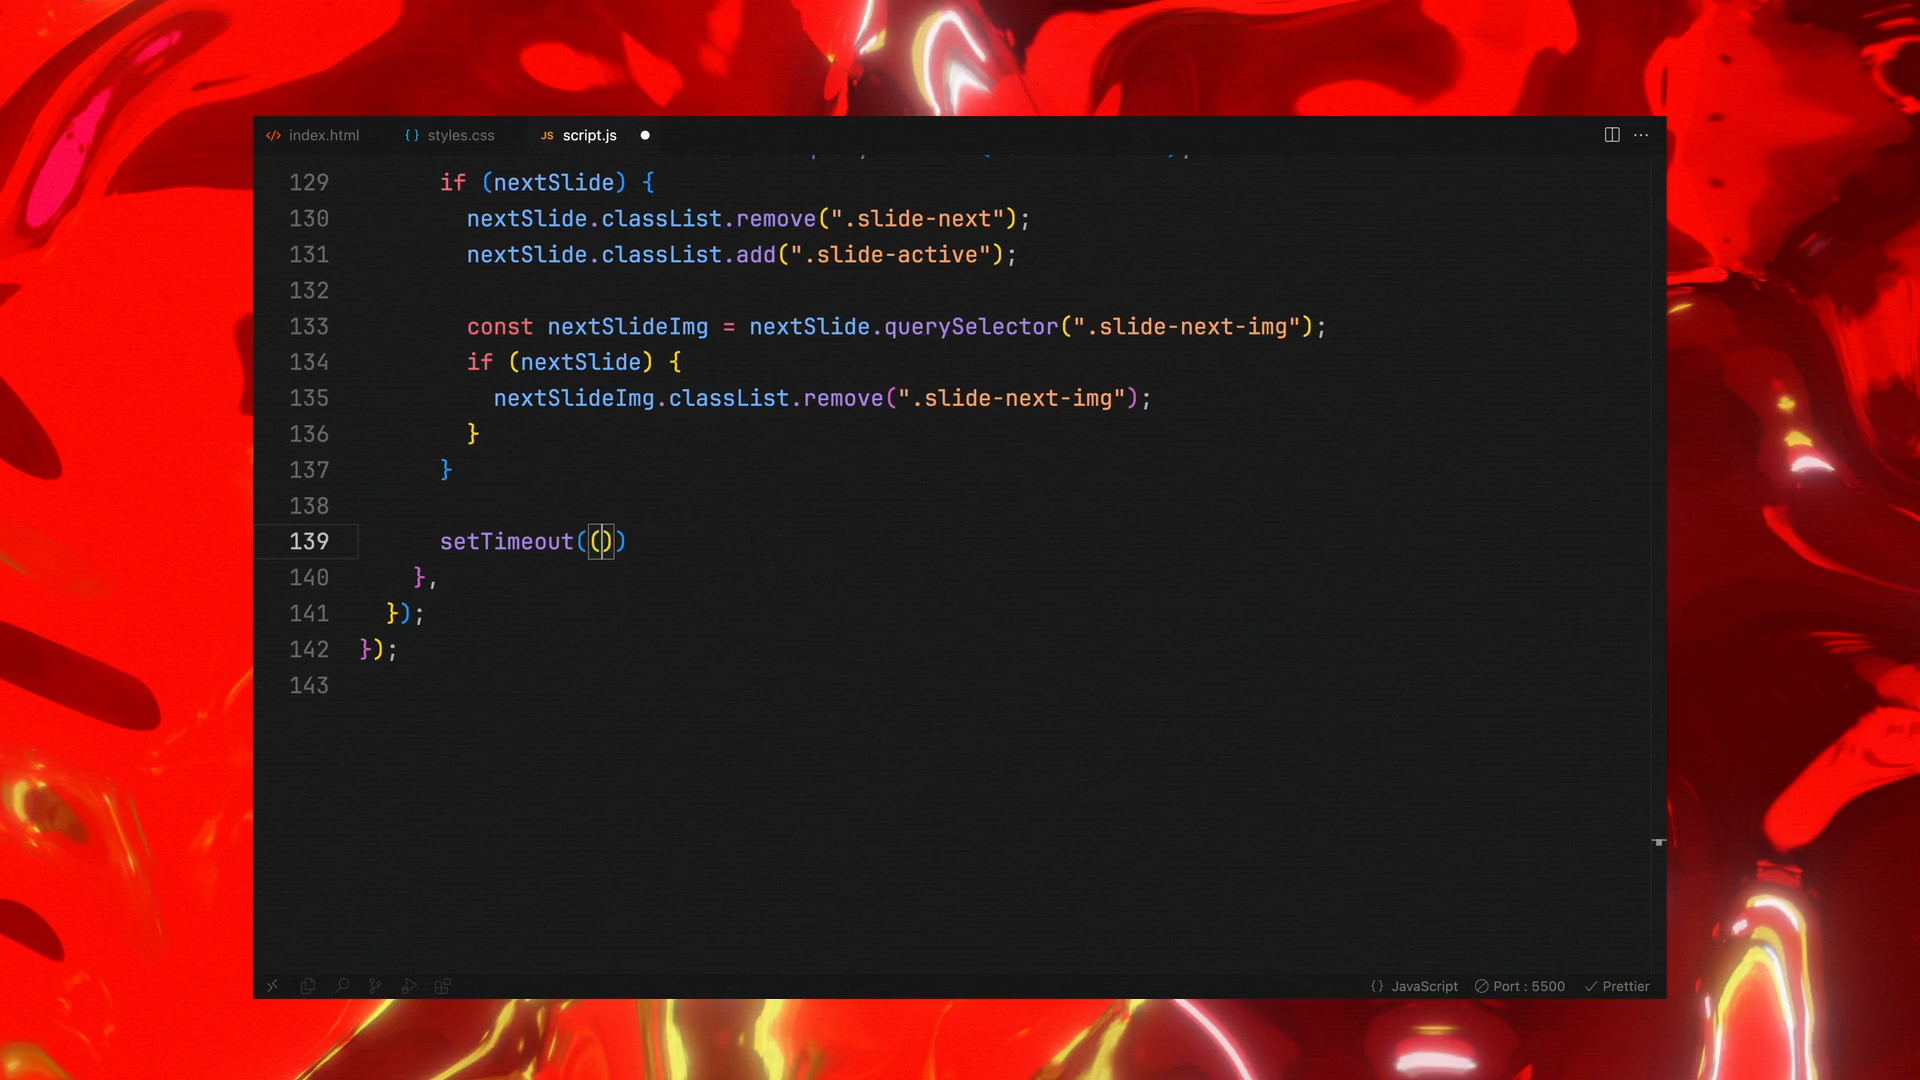 index.html
styles.css
JS script.js
129 if (nextSlide) {
130 nextSlide.classList.remove(".slide-next");
131 nextSlide.classList.add(".slide-active");
132
133 const nextSlideImg = nextSlide.querySelector(".slide-next-img");
134 if (nextSlide) {
135 nextSlideImg.classList.remove(".slide-next-img");
136 }
137 }
138
139 setTimeout(())
140 },
141 });
142 });
143
{} JavaScript Port : 5500 Prettier